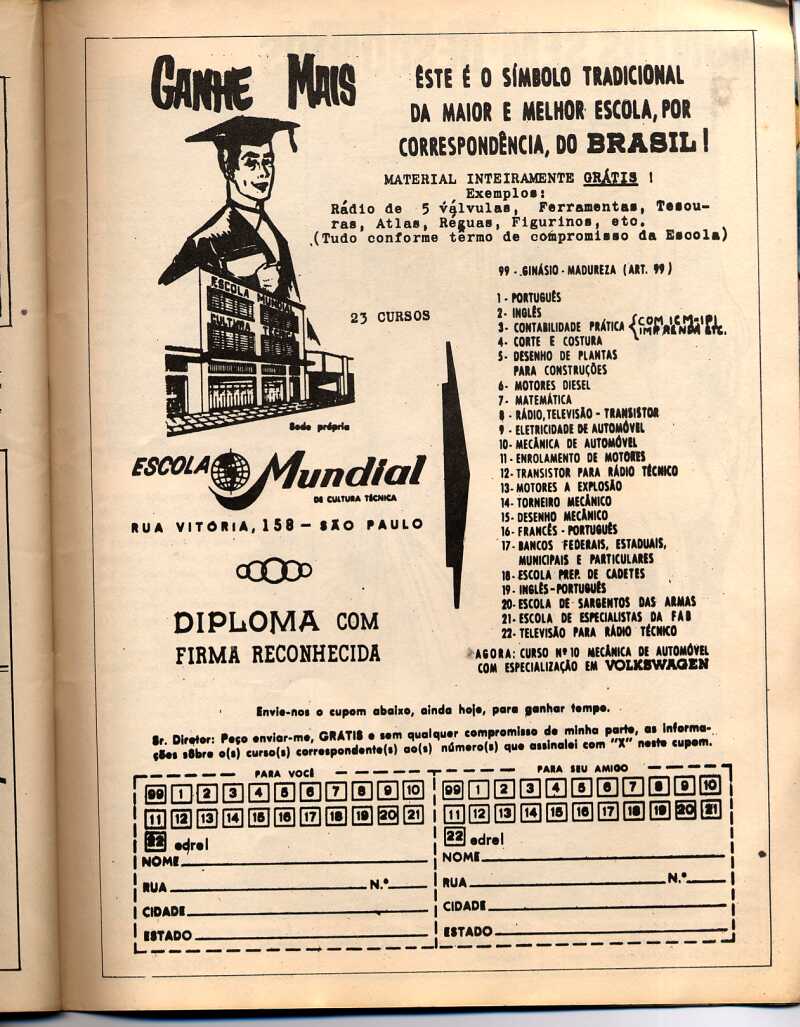 GANHE MAIS
ÊSTE É O SÍMBOLO TRADICIONAL
DA MAIOR E MELHOR ESCOLA, POR
CORRESPONDÊNCIA, DO BRASIL!
MATERIAL INTEIRAMENTE GRÁTIS !
Exemplos:
Rádio de 5 válvulas, Ferramentas, Tesou-
ras, Atlas, Réguas, Figurinos, etc.
(Tudo conforme termo de compromisso da Escola)
ESCOLA MUNDIAL
CULTURA TÉCNICA
Sede própria
23 CURSOS
99 - GINÁSIO - MADUREZA (ART. 99)
1 - PORTUGUÊS
2 - INGLÊS
3 - CONTABILIDADE PRÁTICA {COM ICM-IPI
IMP RENDA ETC.
4 - CORTE E COSTURA
5 - DESENHO DE PLANTAS
PARA CONSTRUÇÕES
6 - MOTORES DIESEL
7 - MATEMÁTICA
8 - RÁDIO, TELEVISÃO - TRANSISTOR
9 - ELETRICIDADE DE AUTOMÓVEL
10 - MECÂNICA DE AUTOMÓVEL
11 - ENROLAMENTO DE MOTORES
12 - TRANSISTOR PARA RÁDIO TÉCNICO
13 - MOTORES A EXPLOSÃO
14 - TORNEIRO MECÂNICO
15 - DESENHO MECÂNICO
16 - FRANCÊS - PORTUGUÊS
17 - BANCOS FEDERAIS, ESTADUAIS,
MUNICIPAIS E PARTICULARES
18 - ESCOLA PREP. DE CADETES
19 - INGLÊS - PORTUGUÊS
20 - ESCOLA DE SARGENTOS DAS ARMAS
21 - ESCOLA DE ESPECIALISTAS DA FAB
22 - TELEVISÃO PARA RÁDIO TÉCNICO
AGORA: CURSO Nº 10 MECÂNICA DE AUTOMÓVEL
COM ESPECIALIZAÇÃO EM VOLKSWAGEN
ESCOLA Mundial
DE CULTURA TÉCNICA
RUA VITÓRIA, 158 - SÃO PAULO
DIPLOMA COM
FIRMA RECONHECIDA
Envie-nos o cupom abaixo, ainda hoje, para ganhar tempo.
Sr. Diretor: Peço enviar-me, GRATIS e sem qualquer compromisso de minha parte, as informa-
ções sôbre o(s) curso(s) correspondente(s) ao(s) número(s) que assinalei com "X" neste cupom.
PARA VOCÊ
99 1 2 3 4 5 6 7 8 9 10
11 12 13 14 15 16 17 18 19 20 21
22 edrel
NOME
RUA Nº
CIDADE
ESTADO
PARA SEU AMIGO
99 1 2 3 4 5 6 7 8 9 10
11 12 13 14 15 16 17 18 19 20 21
22 edrel
NOME
RUA N.º
CIDADE
ESTADO